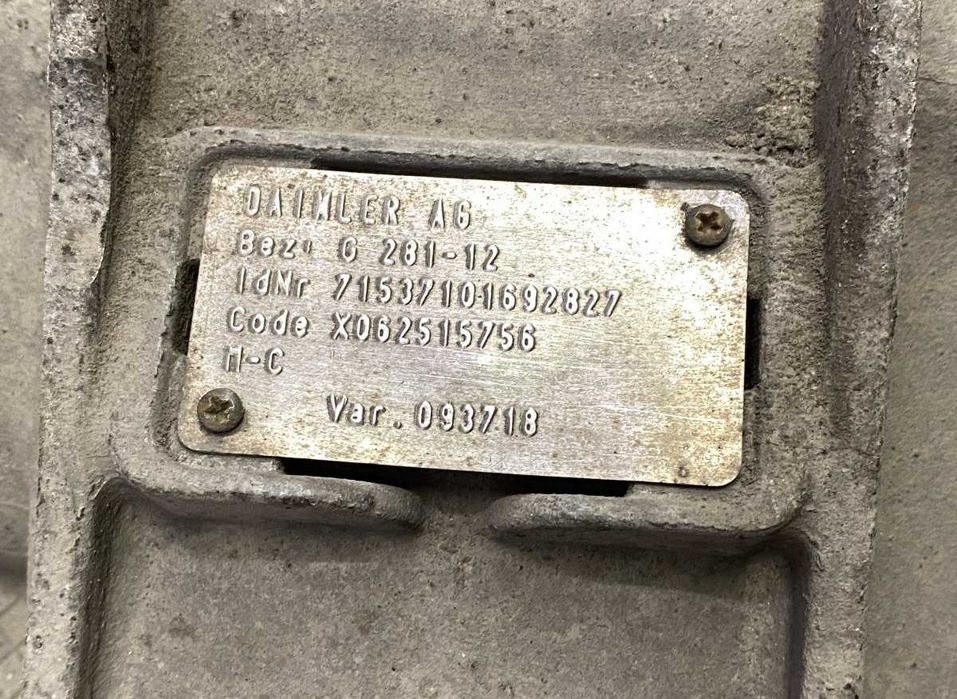 DAIMLER AG
Bez: G 281-12
IdNr 71537101692827
Code X062515756
M-C
Var. 093718